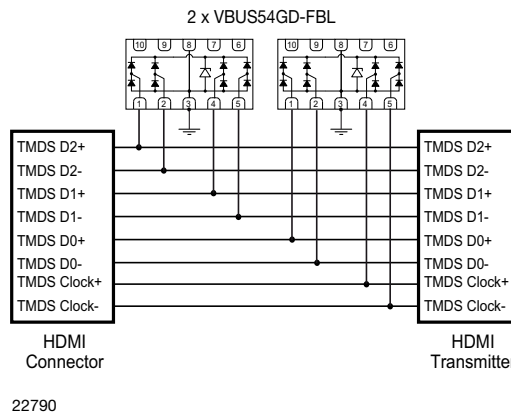 2 x VBUS54GD-FBL
10 9 8 7 6 10 9 8 7 6
1 2 3 4 5 1 2 3 4 5
TMDS D2+ TMDS D2+
TMDS D2- TMDS D2-
TMDS D1+ TMDS D1+
TMDS D1- TMDS D1-
TMDS D0+ TMDS D0+
TMDS D0- TMDS D0-
TMDS Clock+ TMDS Clock+
TMDS Clock- TMDS Clock-
HDMI HDMI
Connector Transmitter
22790